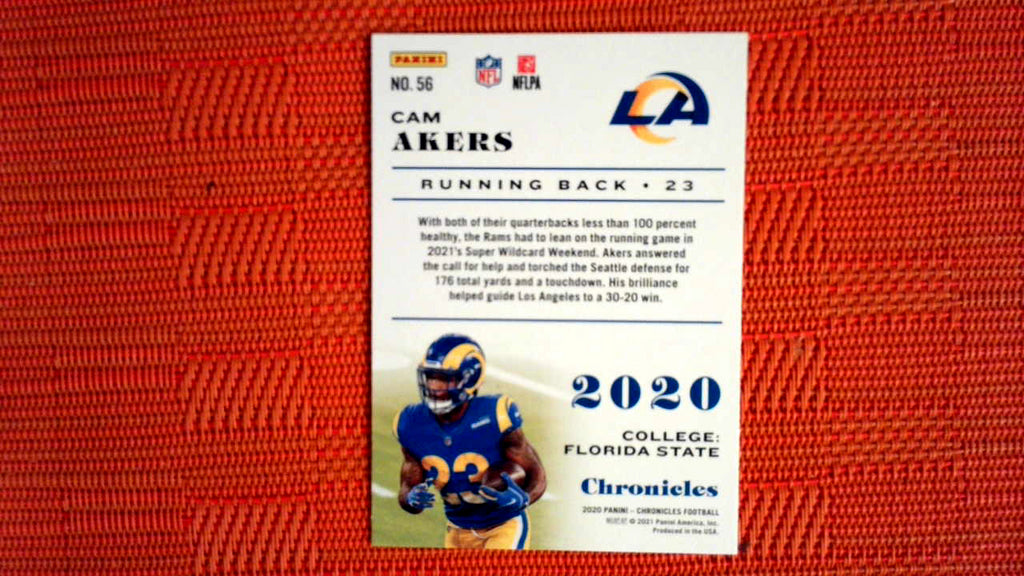 PANINI
NO. 56
NFL
NFLPA
LA
CAM
AKERS
RUNNING BACK • 23
With both of their quarterbacks less than 100 percent
healthy, the Rams had to lean on the running game in
2021's Super Wildcard Weekend. Akers answered
the call for help and torched the Seattle defense for
176 total yards and a touchdown. His brilliance
helped guide Los Angeles to a 30-20 win.
23
2020
COLLEGE:
FLORIDA STATE
Chronicles
2020 PANINI – CHRONICLES FOOTBALL
© 2021 Panini America, Inc.
Produced in the USA.